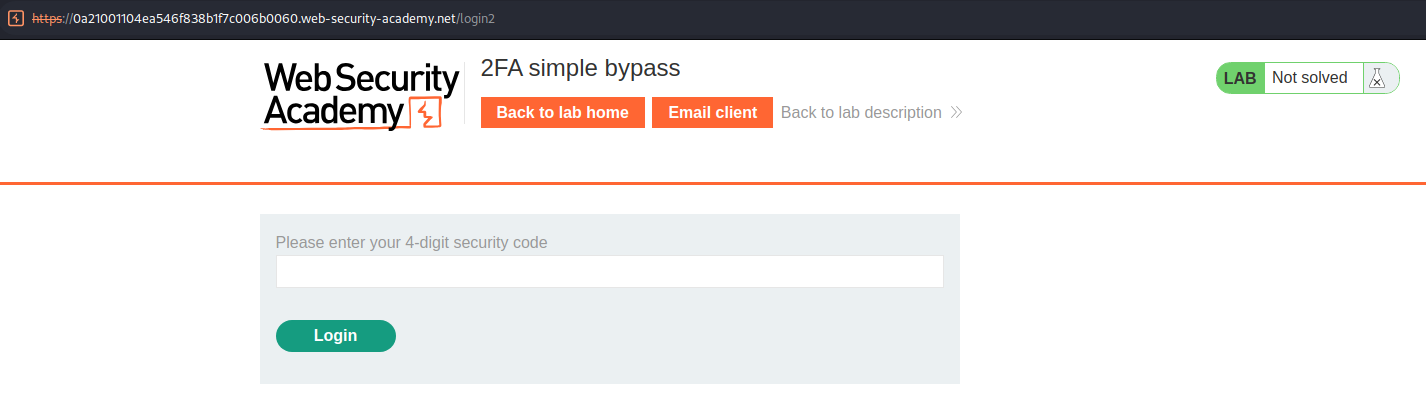 https://0a21001104ea546f838b1f7c006b0060.web-security-academy.net/login2
Web Security
Academy
2FA simple bypass
LAB Not solved
Back to lab home Email client Back to lab description
Please enter your 4-digit security code
Login